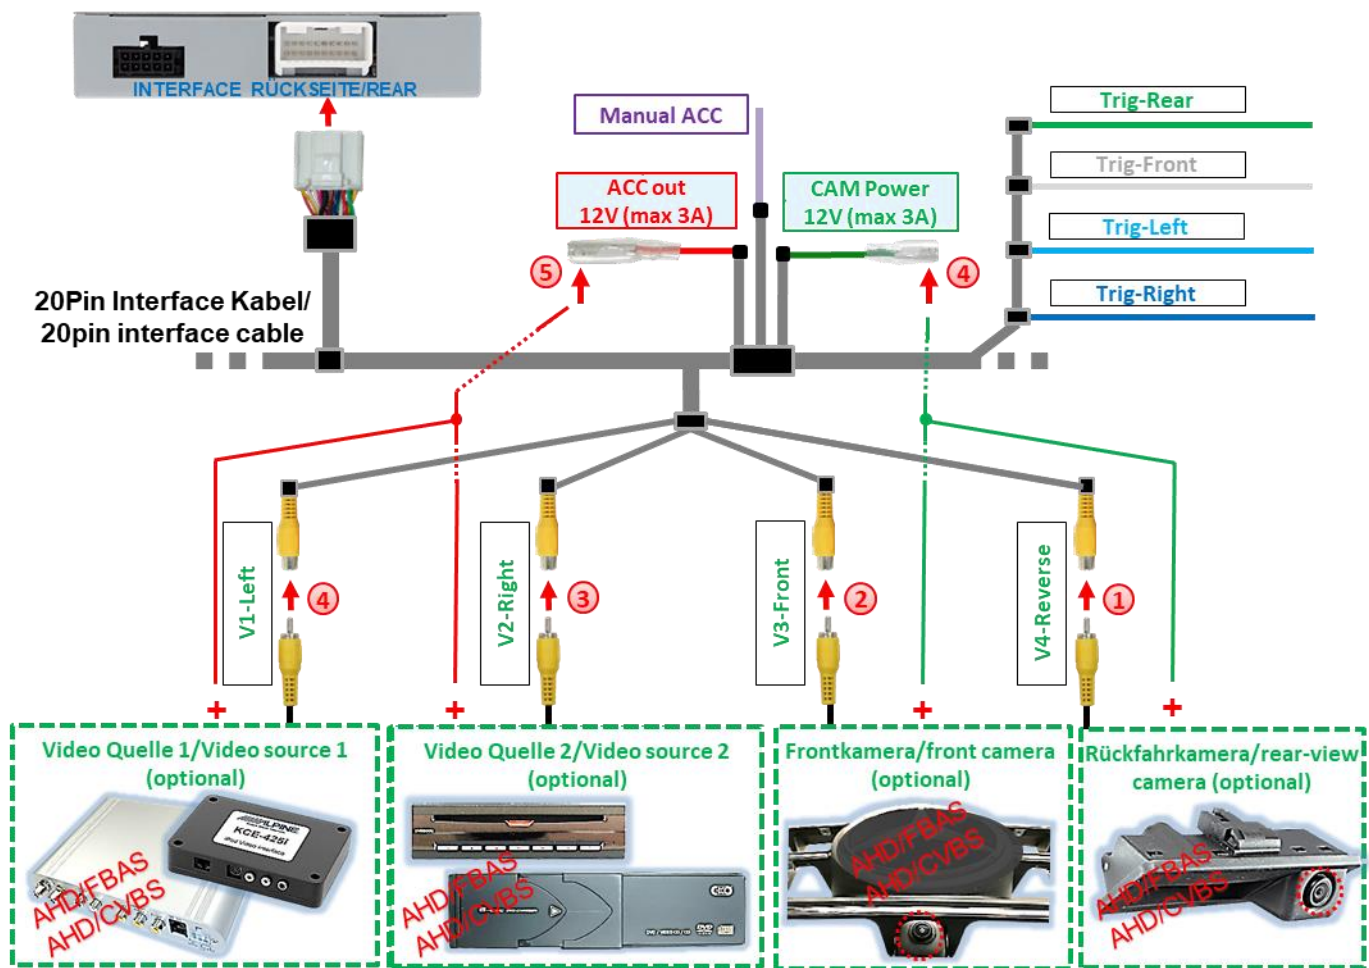 INTERFACE RÜCKSEITE/REAR
Manual ACC
ACC out
12V (max 3A)
CAM Power
12V (max 3A)
Trig-Rear
Trig-Front
Trig-Left
Trig-Right
5
4
20Pin Interface Kabel/
20pin interface cable
V1-Left
4
V2-Right
3
V3-Front
2
V4-Reverse
1
+
+
+
+
Video Quelle 1/Video source 1
(optional)
ALPINE
KCE-425i
iPod Video Interface
AHD/FBAS
AHD/CVBS
Video Quelle 2/Video source 2
(optional)
AHD/FBAS
AHD/CVBS
DVD
Frontkamera/front camera
(optional)
AHD/FBAS
AHD/CVBS
Rückfahrkamera/rear-view
camera (optional)
AHD/FBAS
AHD/CVBS